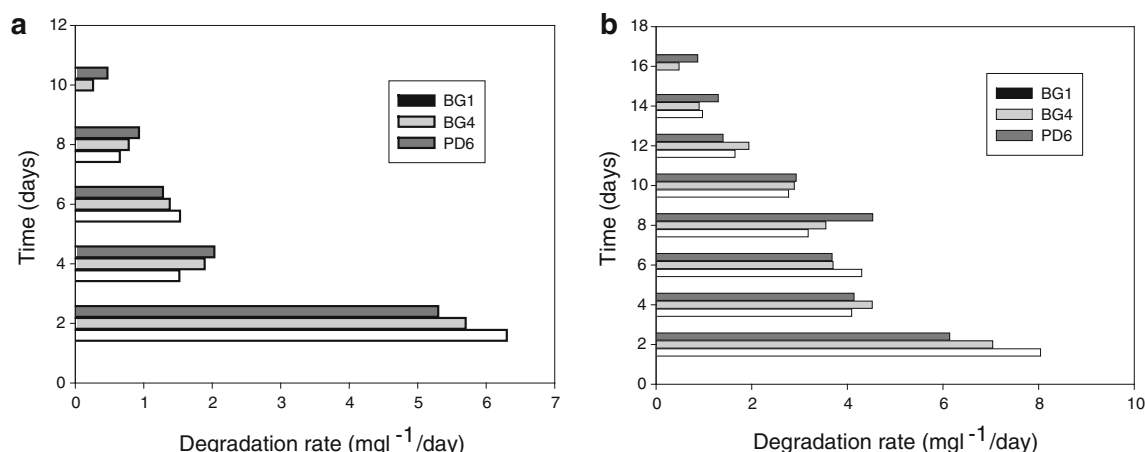 a
12
10
8
6
4
2
0
Time (days)
BG1
BG4
PD6
0 1 2 3 4 5 6 7
Degradation rate (mgl -1/day)
b
18
16
14
12
10
8
6
4
2
0
Time (days)
BG1
BG4
PD6
0 2 4 6 8 10
Degradation rate (mgl -1/day)